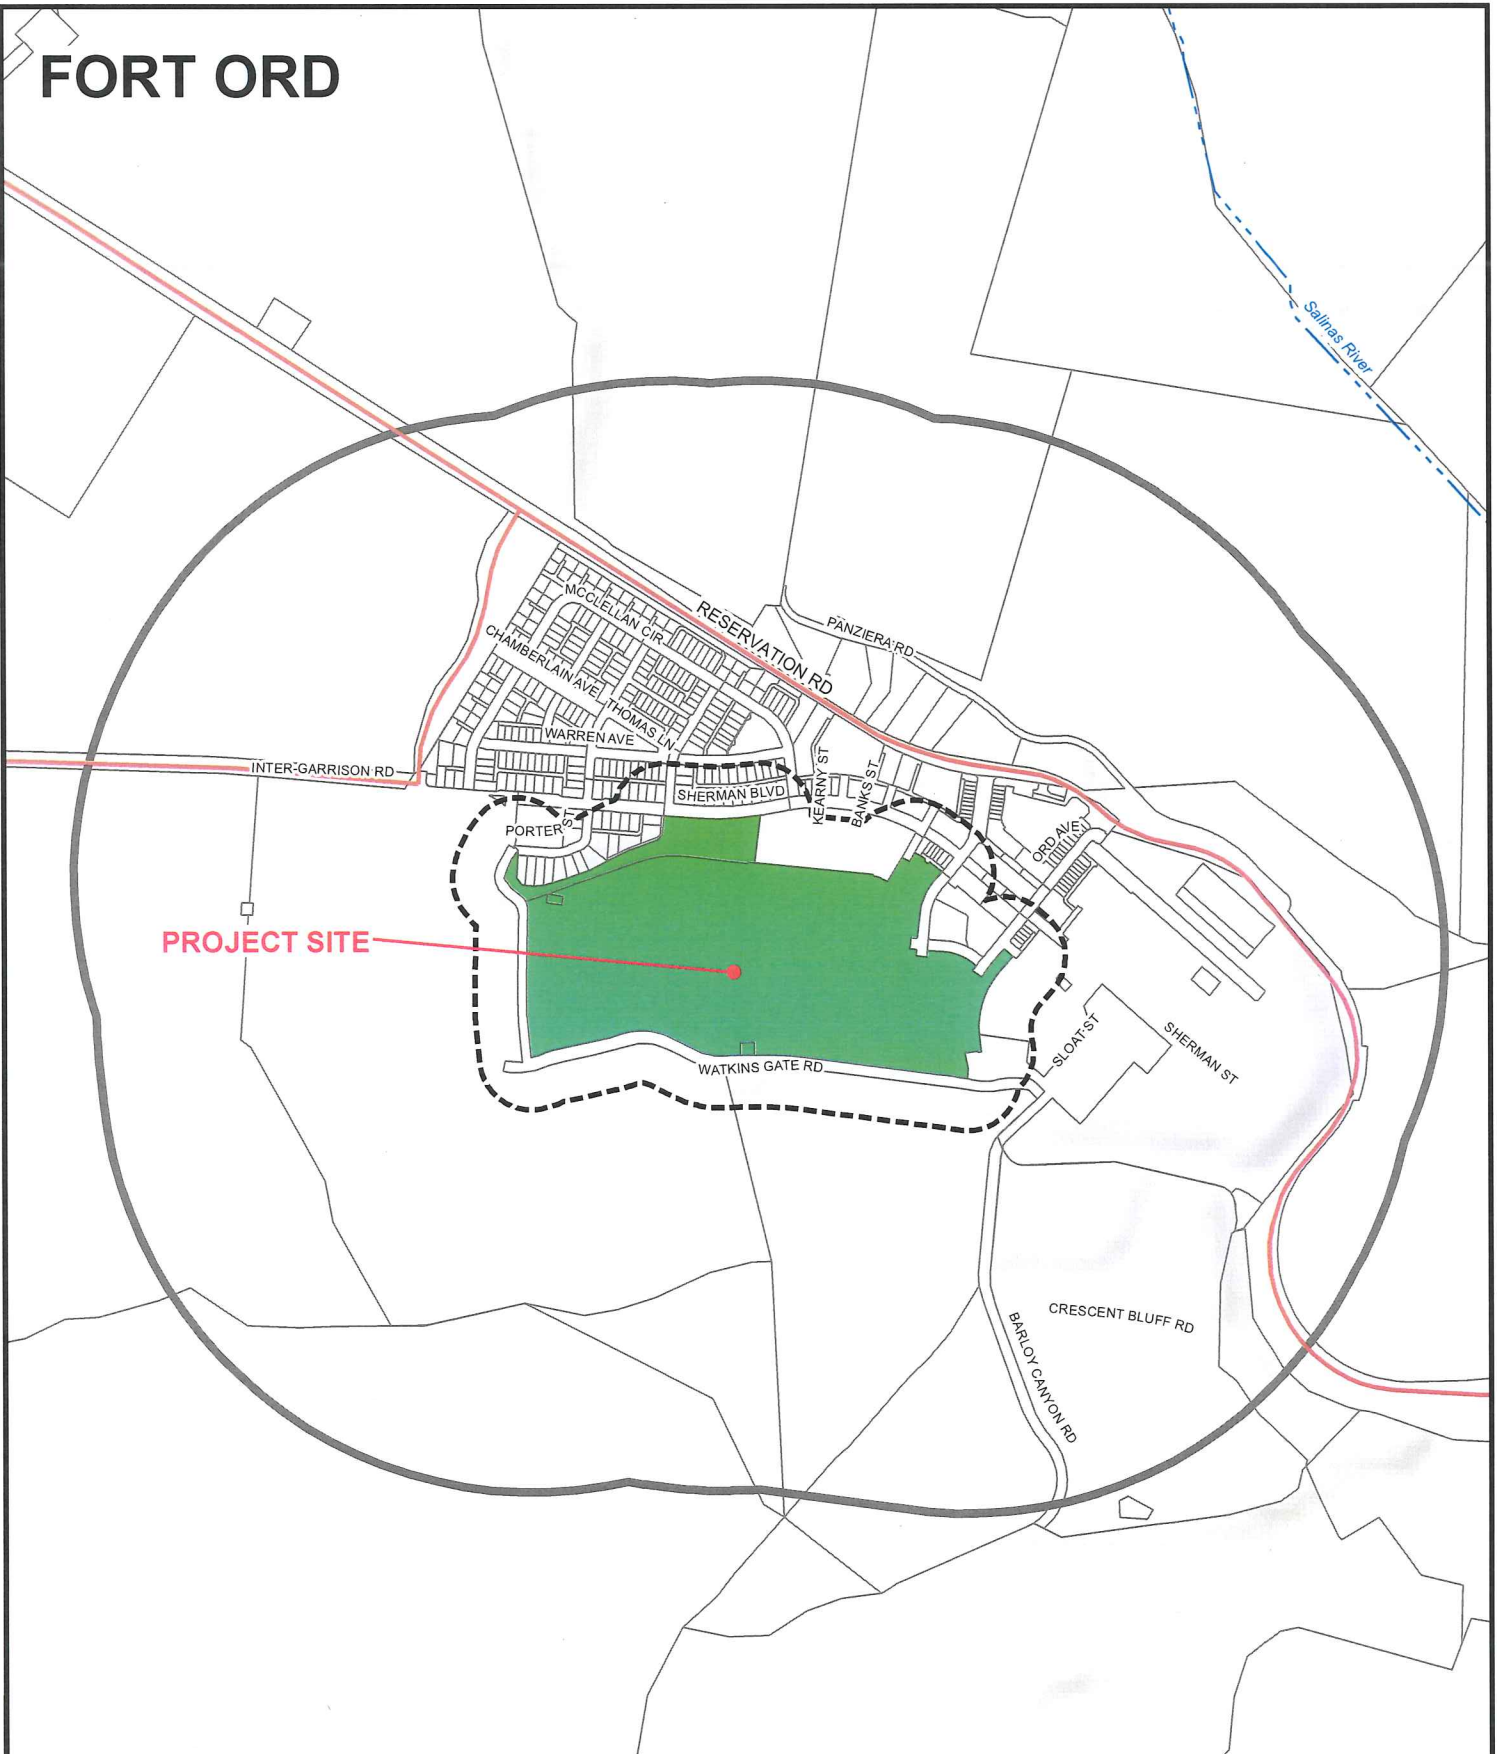 FORT ORD
Salinas River
MCCLELLAN CIR
RESERVATION RD
PANZIERA RD
CHAMBERLAIN AVE
THOMAS LN
WARREN AVE
INTER-GARRISON RD
SHERMAN BLVD
KEARNY ST
BANKS ST
PORTER ST
ORD AVE
PROJECT SITE
SLOAT ST
SHERMAN ST
WATKINS GATE RD
CRESCENT BLUFF RD
BARLOY CANYON RD